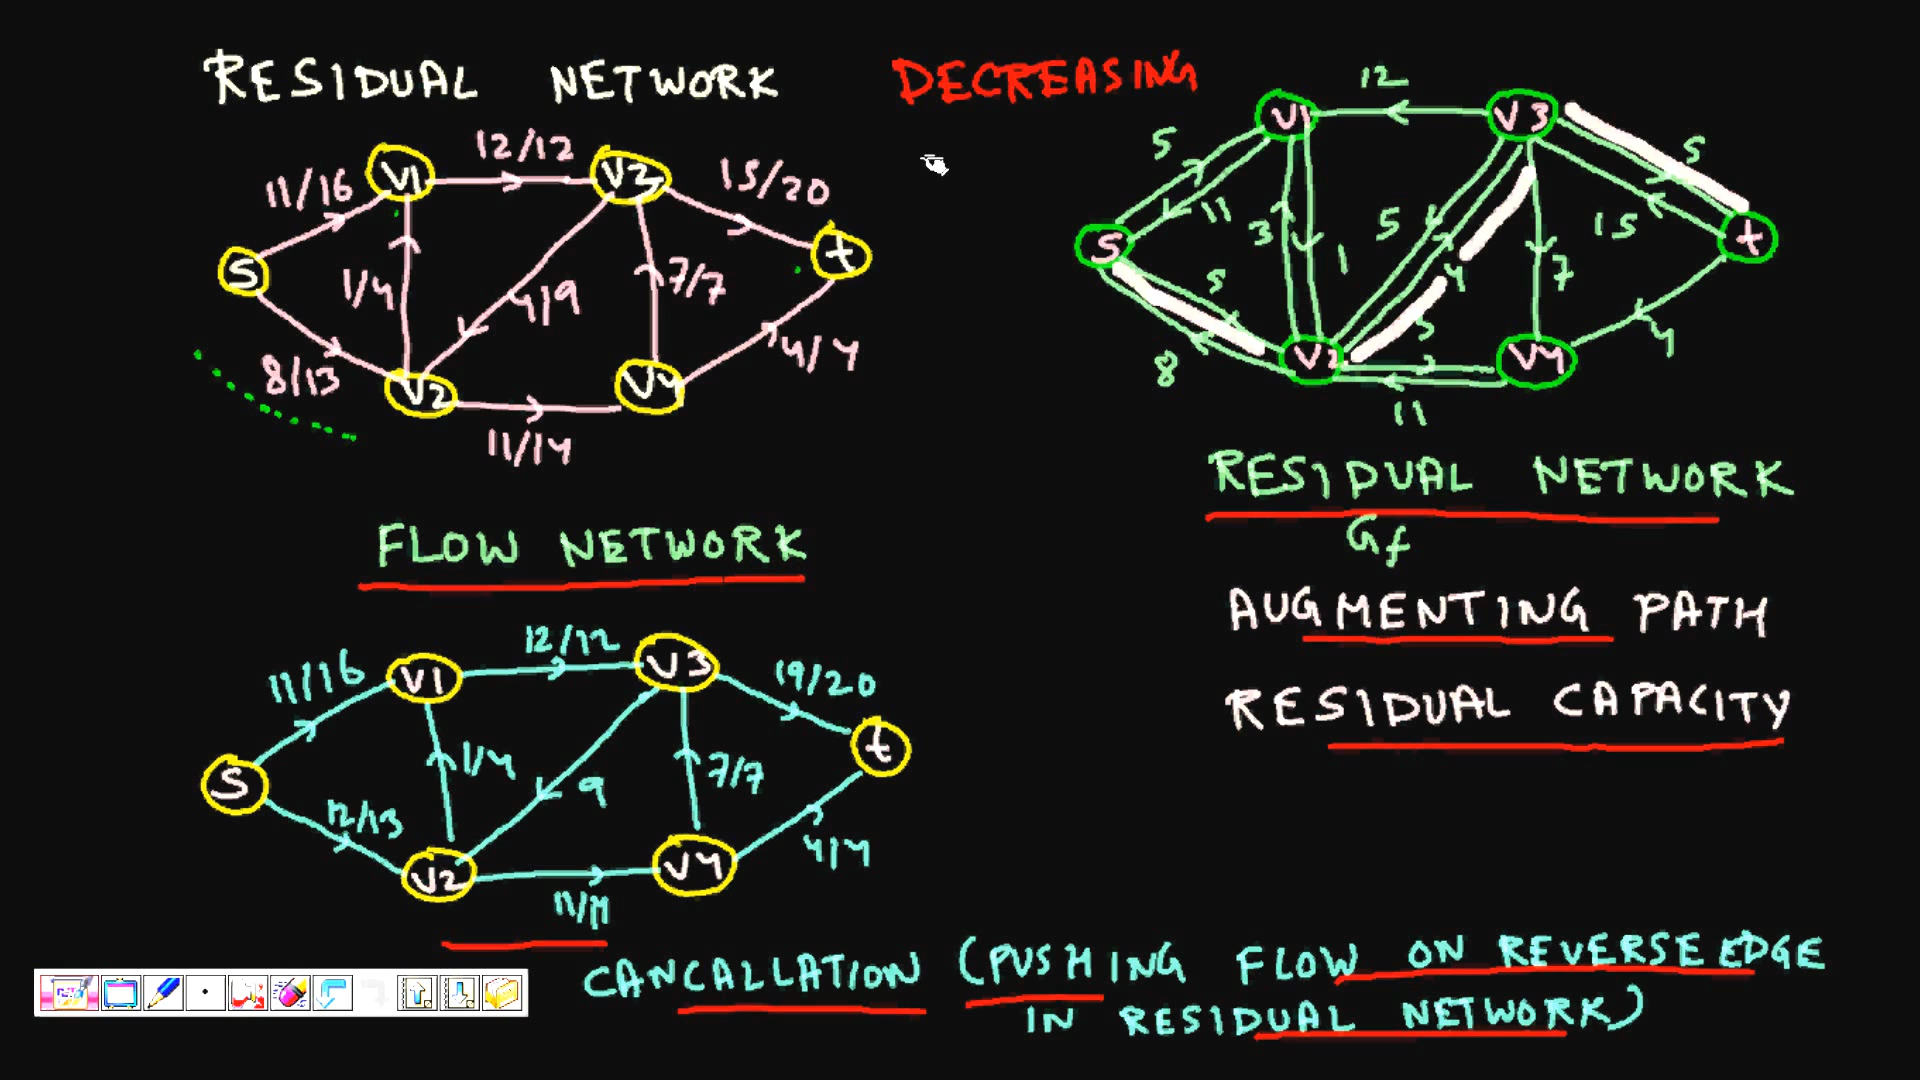 RESIDUAL NETWORK DECREASING
12/12
11/16
V1
V3
15/20
S
1/4
4/9
7/7
t
8/13
V2
V4
4/4
11/14
FLOW NETWORK
12/12
11/16
V1
V3
19/20
S
1/4
9
7/7
t
12/13
V2
V4
4/4
11/
12
V1
V3
5
5
11
3
5
15
S
1
4
7
t
5
5
4
8
V2
V4
11
RESIDUAL NETWORK
Gf
AUGMENTING PATH
RESIDUAL CAPACITY
CANCALLATION (PUSHING FLOW ON REVERSE EDGE
IN RESIDUAL NETWORK)